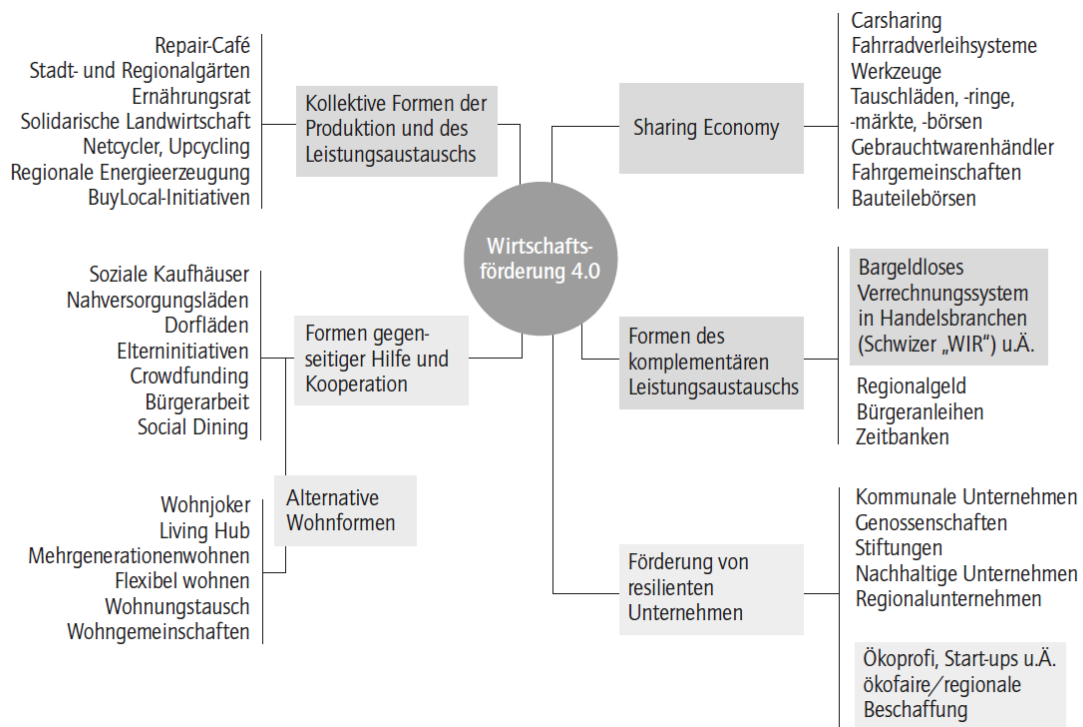 Repair-Café
Stadt- und Regionalgärten
Ernährungsrat
Solidarische Landwirtschaft
Netcycler, Upcycling
Regionale Energieerzeugung
BuyLocal-Initiativen
Kollektive Formen der
Produktion und des
Leistungsaustauschs
Sharing Economy
Carsharing
Fahrradverleihsysteme
Werkzeuge
Tauschläden, -ringe,
-märkte, -börsen
Gebrauchtwarenhändler
Fahrgemeinschaften
Bauteilebörsen
Wirtschafts-
förderung 4.0
Soziale Kaufhäuser
Nahversorgungsläden
Dorfläden
Elterninitiativen
Crowdfunding
Bürgerarbeit
Social Dining
Formen gegen-
seitiger Hilfe und
Kooperation
Formen des
komplementären
Leistungsaustauschs
Bargeldloses
Verrechnungssystem
in Handelsbranchen
(Schweizer „WIR“) u.Ä.
Regionalgeld
Bürgeranleihen
Zeitbanken
Wohnjoker
Living Hub
Mehrgenerationenwohnen
Flexibel wohnen
Wohnungstausch
Wohngemeinschaften
Alternative
Wohnformen
Förderung von
resilienten
Unternehmen
Kommunale Unternehmen
Genossenschaften
Stiftungen
Nachhaltige Unternehmen
Regionalunternehmen
Ökoprofi, Start-ups u.Ä.
ökofaire/regionale
Beschaffung